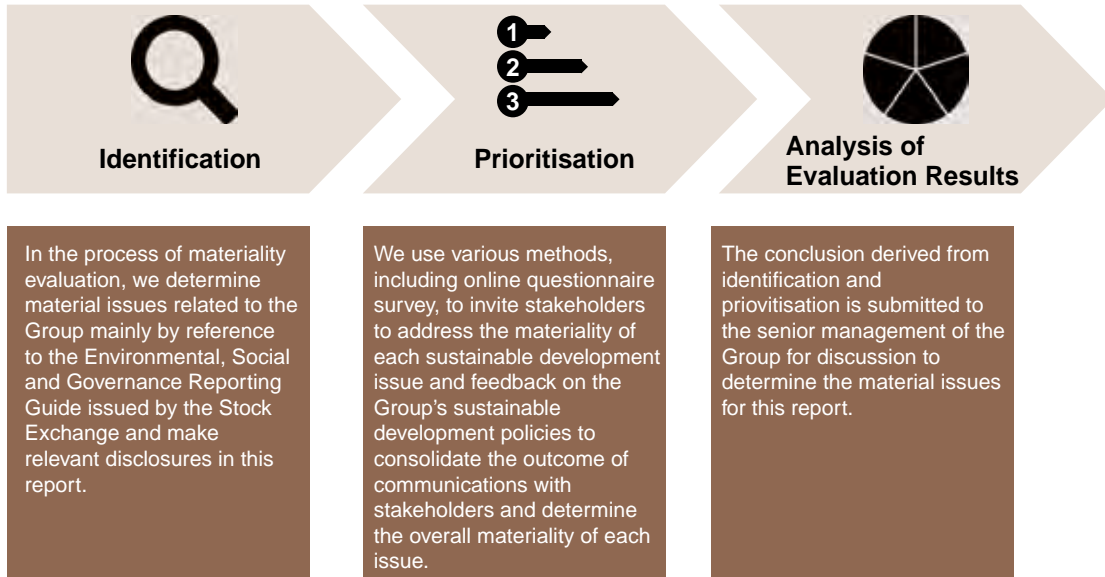 1
2
3
Identification
Prioritisation
Analysis of
Evaluation Results
In the process of materiality
evaluation, we determine
material issues related to the
Group mainly by reference
to the Environmental, Social
and Governance Reporting
Guide issued by the Stock
Exchange and make
relevant disclosures in this
report.
We use various methods,
including online questionnaire
survey, to invite stakeholders
to address the materiality of
each sustainable development
issue and feedback on the
Group's sustainable
development policies to
consolidate the outcome of
communications with
stakeholders and determine
the overall materiality of each
issue.
The conclusion derived from
identification and
priovitisation is submitted to
the senior management of the
Group for discussion to
determine the material issues
for this report.